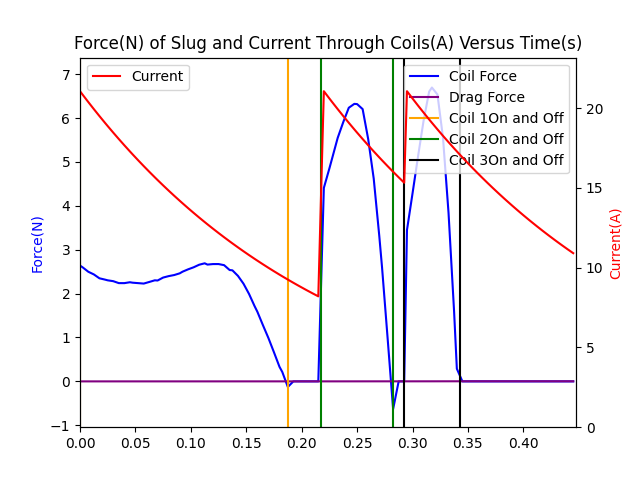 Force(N) of Slug and Current Through Coils(A) Versus Time(s)
Current
Coil Force
Drag Force
Coil 1On and Off
Coil 2On and Off
Coil 3On and Off
Force(N)
7
6
5
4
3
2
1
0
−1
Current(A)
20
15
10
5
0
0.00 0.05 0.10 0.15 0.20 0.25 0.30 0.35 0.40